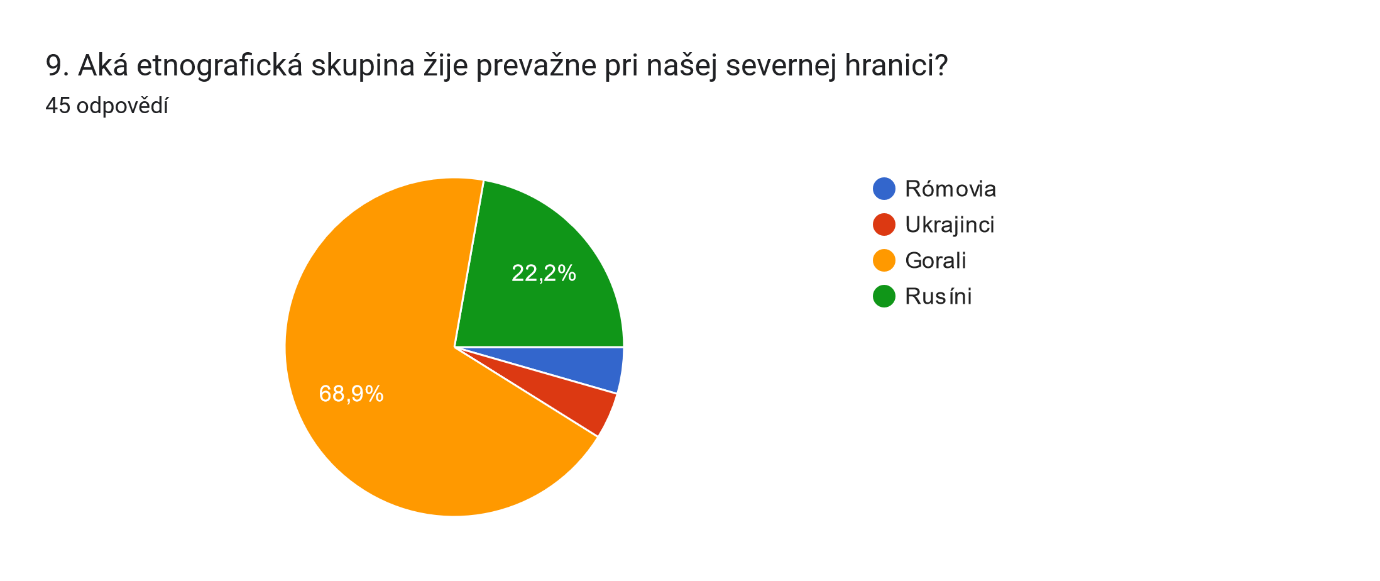 9. Aká etnografická skupina žije prevažne pri našej severnej hranici?
45 odpovědí
22,2%
68,9%
Rómovia
Ukrajinci
Gorali
Rusíni